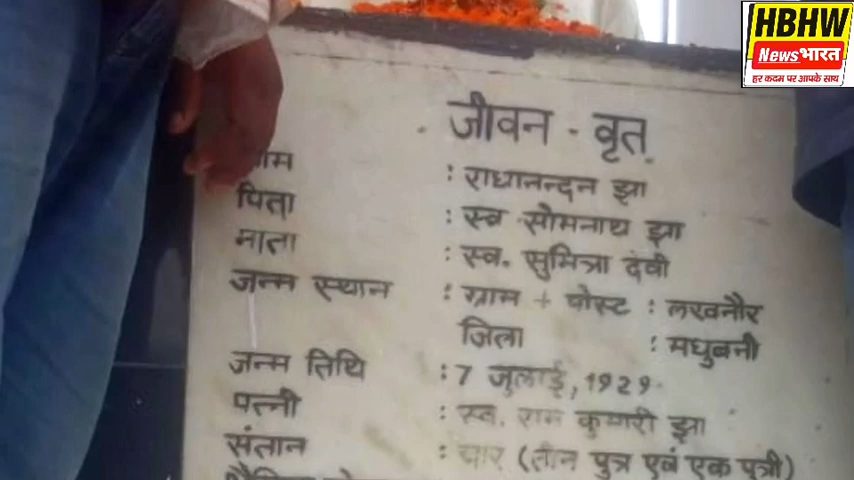 HBHW
News भारत
हर कदम पर आपके साथ
जीवन - वृत
नाम : राधानन्दन झा
पिता : स्व सोमनाथ झा
माता : स्व. सुमित्रा देवी
जन्म स्थान : ग्राम + पोस्ट : लखनौर
जिला : मधुबनी
जन्म तिथि : 7 जुलाई, 1929
पत्नी : स्व. राम कुमारी झा
संतान : चार (तीन पुत्र एवं एक पुत्री)